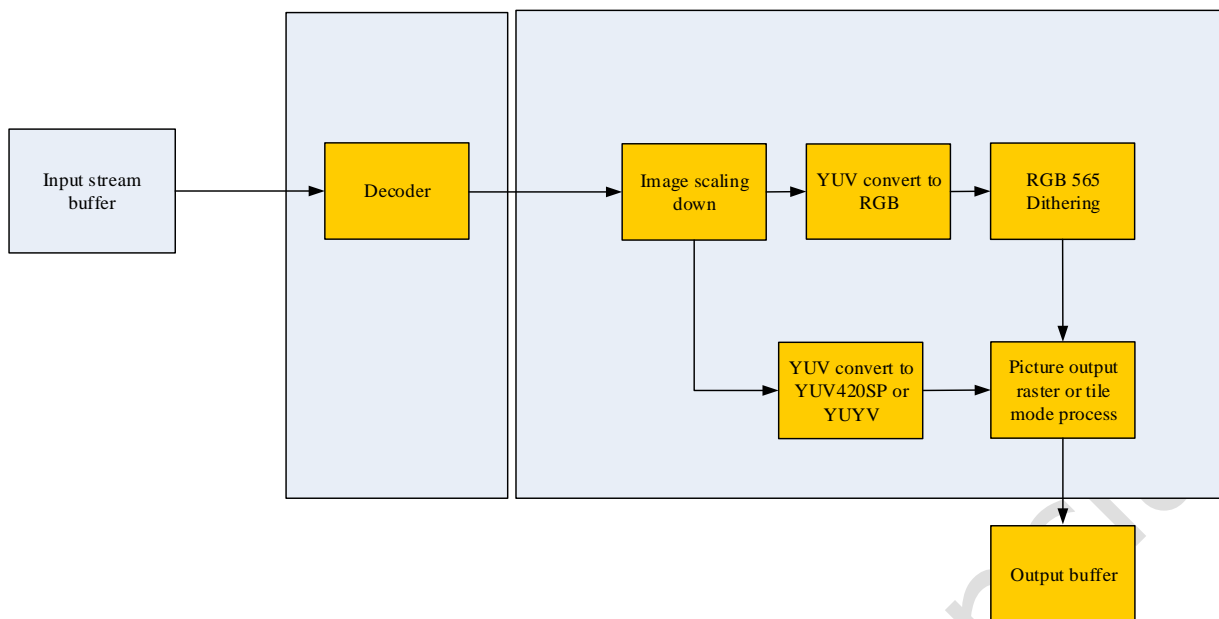 Input stream
buffer
Decoder
Image scaling
down
YUV convert to
RGB
RGB 565
Dithering
YUV convert to
YUV420SP or
YUYV
Picture output
raster or tile
mode process
Output buffer